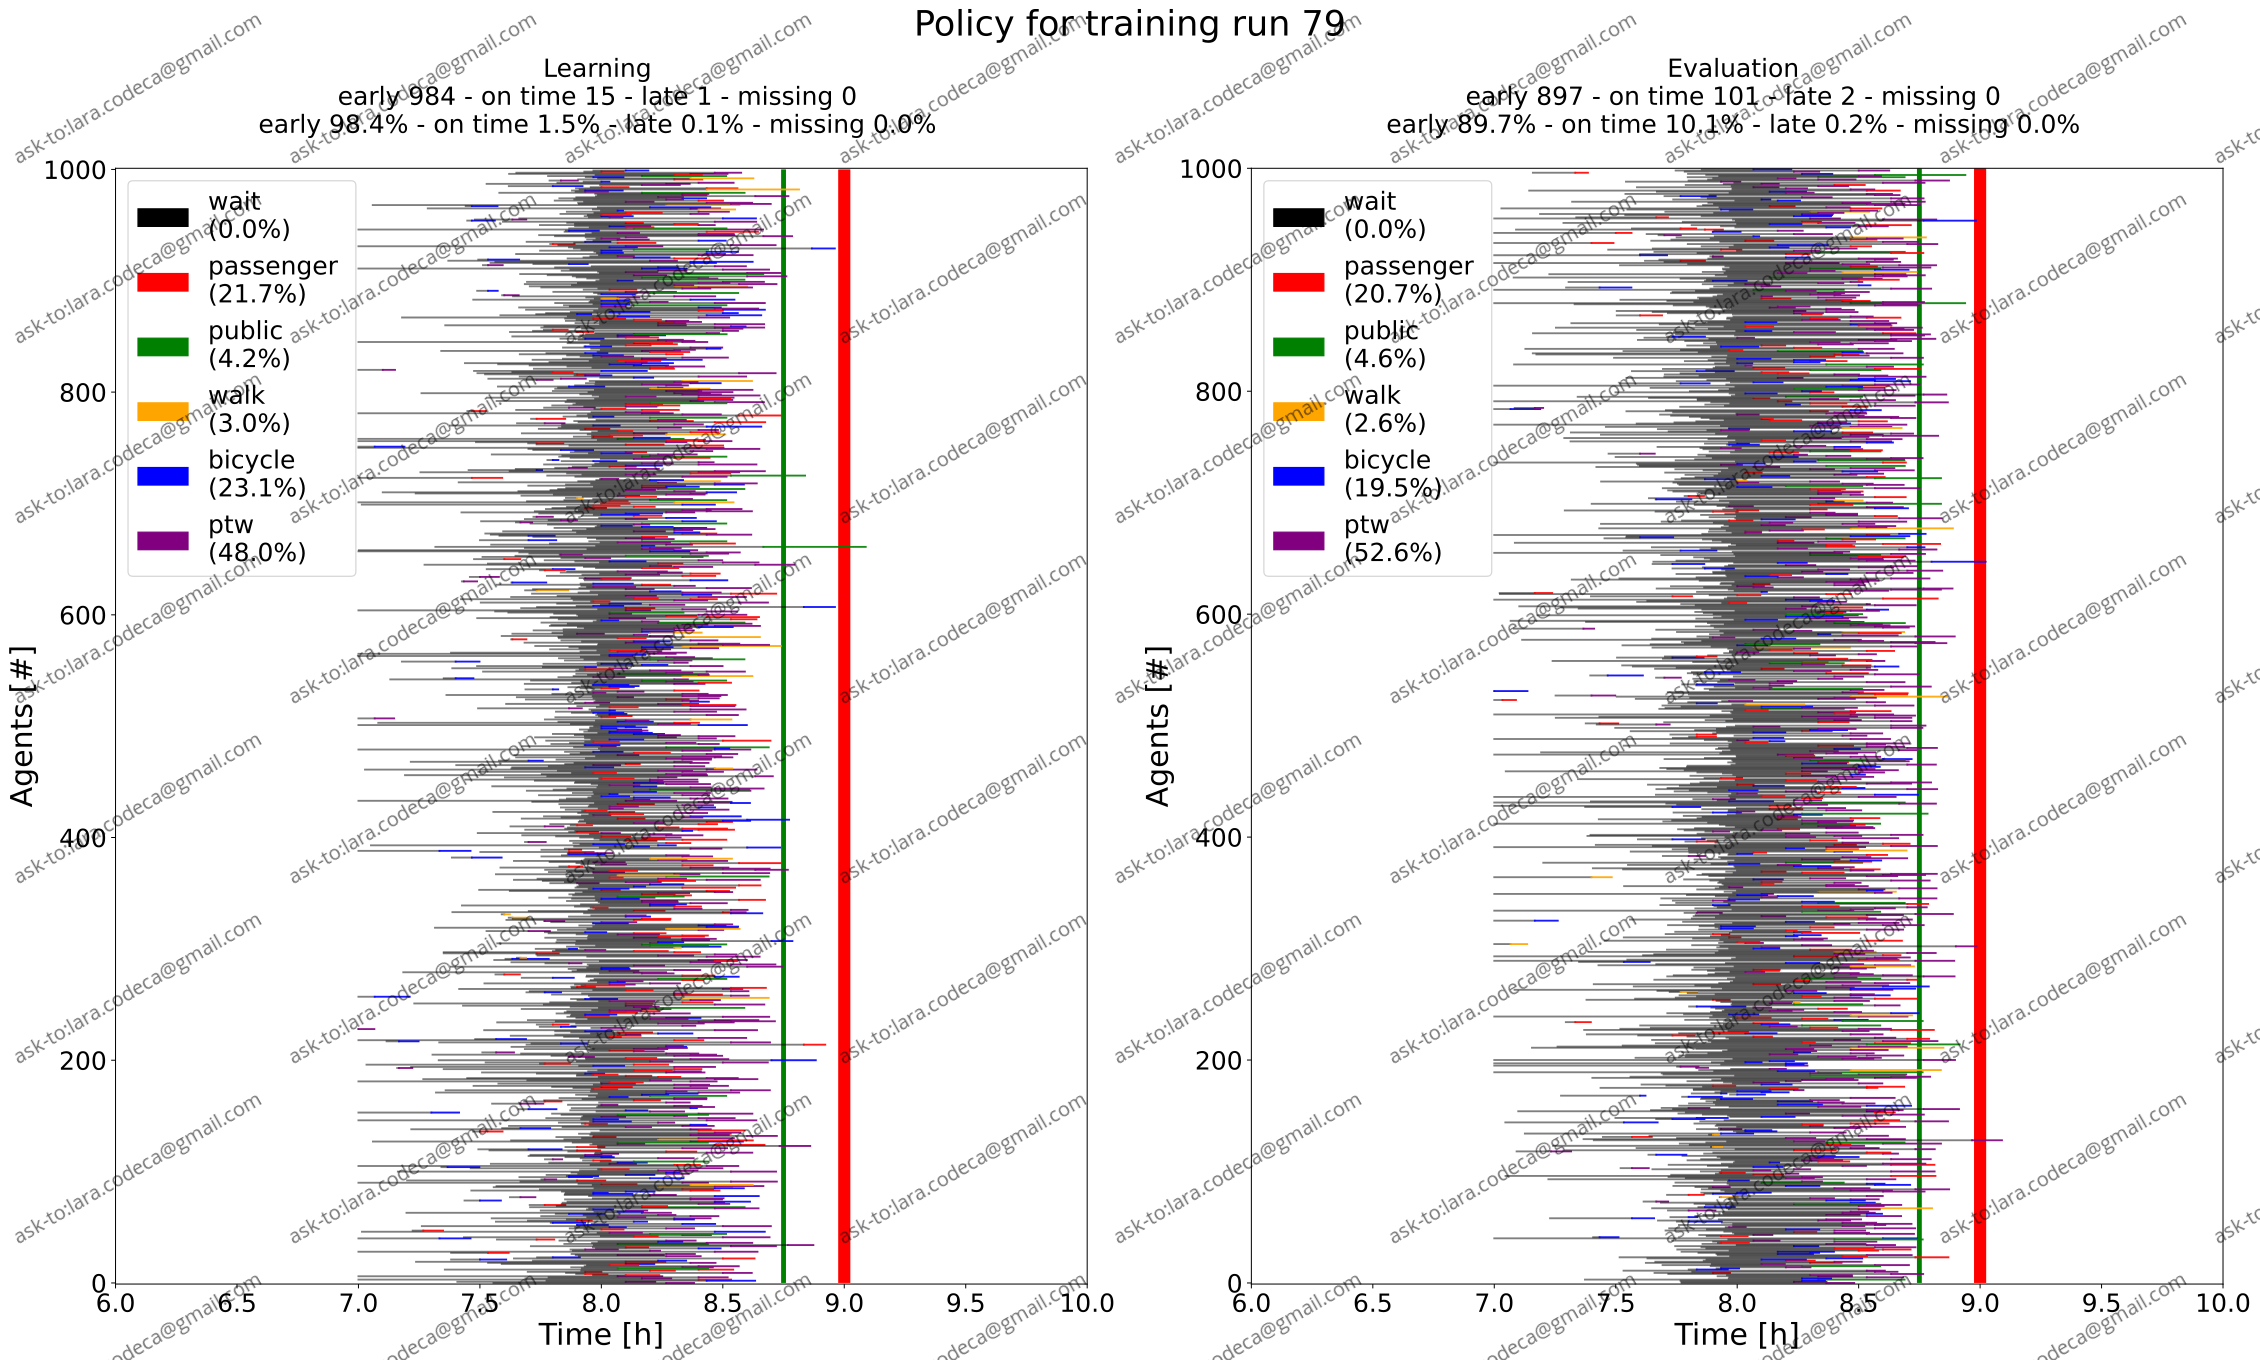 Policy for training run 79
Learning
early 984 - on time 15 - late 1 - missing 0
early 98.4% - on time 1.5% - late 0.1% - missing 0.0%
1000
800
600
400
200
0
Agents [#]
wait
(0.0%)
passenger
(21.7%)
public
(4.2%)
walk
(3.0%)
bicycle
(23.1%)
ptw
(48.0%)
6.0 6.5 7.0 7.5 8.0 8.5 9.0 9.5 10.0
Time [h]
Evaluation
early 897 - on time 101 - late 2 - missing 0
early 89.7% - on time 10.1% - late 0.2% - missing 0.0%
1000
800
600
400
200
0
Agents [#]
wait
(0.0%)
passenger
(20.7%)
public
(4.6%)
walk
(2.6%)
bicycle
(19.5%)
ptw
(52.6%)
6.0 6.5 7.0 7.5 8.0 8.5 9.0 9.5 10.0
Time [h]
ask-to:lara.codeca@gmail.com